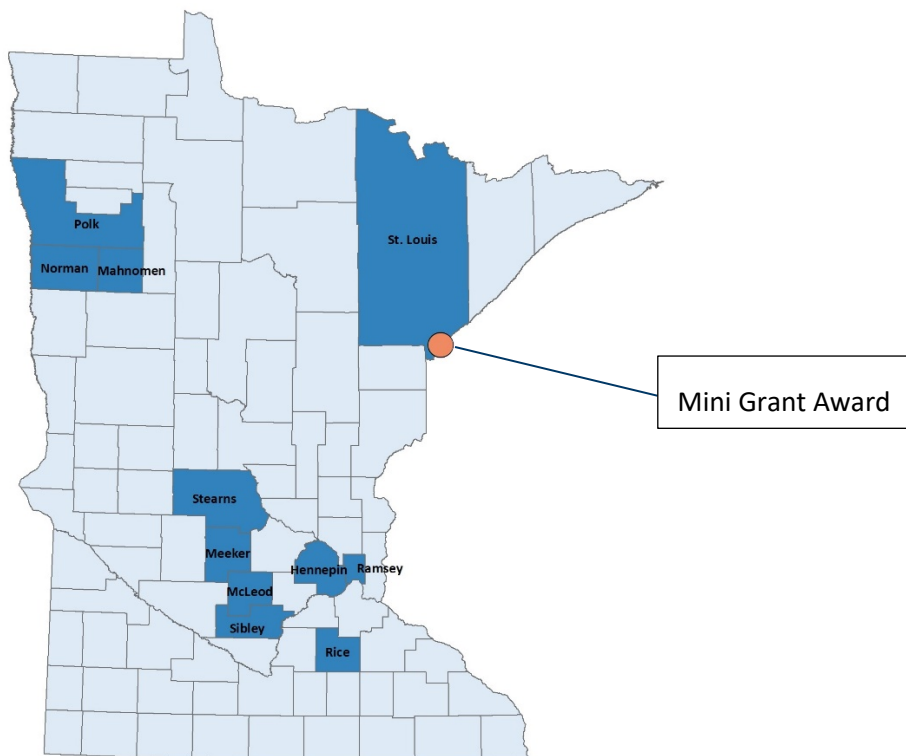 Polk
St. Louis
Norman
Mahnomen
Mini Grant Award
Stearns
Meeker
Hennepin
Ramsey
McLeod
Sibley
Rice